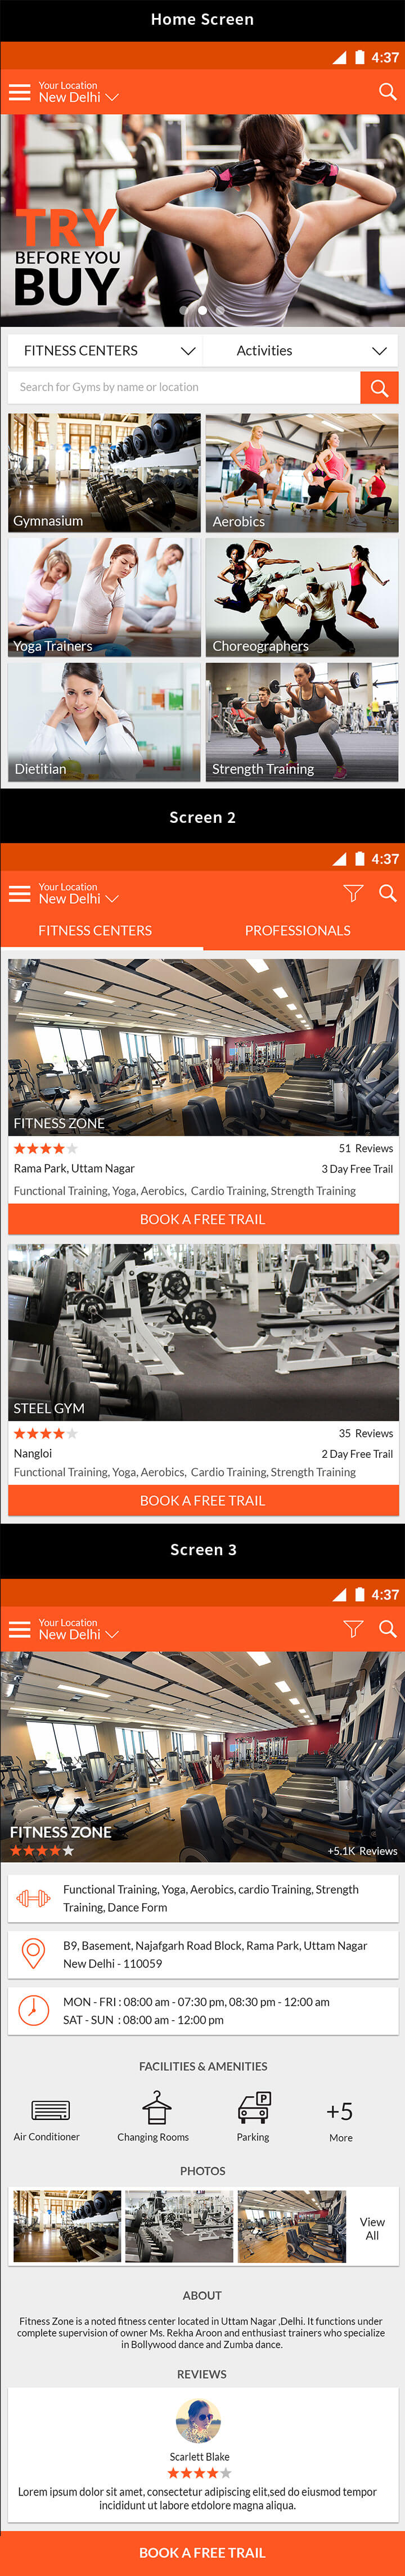 Home Screen
4:37
Your Location
New Delhi
TRY
BEFORE YOU
BUY
FITNESS CENTERS
Activities
Search for Gyms by name or location
Gymnasium
Aerobics
Yoga Trainers
Choreographers
Dietitian
Strength Training
Screen 2
4:37
Your Location
New Delhi
FITNESS CENTERS
PROFESSIONALS
FITNESS ZONE
51 Reviews
Rama Park, Uttam Nagar
3 Day Free Trail
Functional Training, Yoga, Aerobics, Cardio Training, Strength Training
BOOK A FREE TRAIL
STEEL GYM
35 Reviews
Nangloi
2 Day Free Trail
Functional Training, Yoga, Aerobics, Cardio Training, Strength Training
BOOK A FREE TRAIL
Screen 3
4:37
Your Location
New Delhi
FITNESS ZONE
+5.1K Reviews
Functional Training, Yoga, Aerobics, cardio Training, Strength
Training, Dance Form
B9, Basement, Najafgarh Road Block, Rama Park, Uttam Nagar
New Delhi - 110059
MON - FRI : 08:00 am - 07:30 pm, 08:30 pm - 12:00 am
SAT - SUN : 08:00 am - 12:00 pm
FACILITIES & AMENITIES
P
+5
Air Conditioner
Changing Rooms
Parking
More
PHOTOS
View
All
ABOUT
Fitness Zone is a noted fitness center located in Uttam Nagar ,Delhi. It functions under
complete supervision of owner Ms. Rekha Aroon and enthusiast trainers who specialize
in Bollywood dance and Zumba dance.
REVIEWS
Scarlett Blake
Lorem ipsum dolor sit amet, consectetur adipiscing elit,sed do eiusmod tempor
incididunt ut labore etdolore magna aliqua.
BOOK A FREE TRAIL